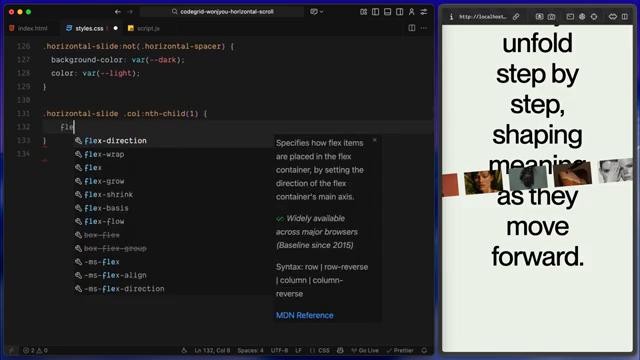 codegrid-wonjyou-horizontal-scroll
index.html
styles.css
script.js
126 .horizontal-slide:not(.horizontal-spacer) {
127 background-color: var(--dark);
128 color: var(--light);
129 }
130
131 .horizontal-slide .col:nth-child(1) {
132 fle
133 }
134
flex-direction
flex-wrap
flex
flex-grow
flex-shrink
flex-basis
flex-flow
box-flex
box-flex-group
-ms-flex
-ms-flex-align
-ms-flex-direction
Specifies how flex items
are placed in the flex
container, by setting the
direction of the flex
container's main axis.
Widely available
across major browsers
(Baseline since 2015)
Syntax: row | row-reverse
| column | column-
reverse
MDN Reference
2 0
Ln 132, Col 6 Spaces: 2 UTF-8 LF {} CSS Go Live Prettier
http://localhost...
unfold
step by
step,
shaping
meaning
as they
move
forward.